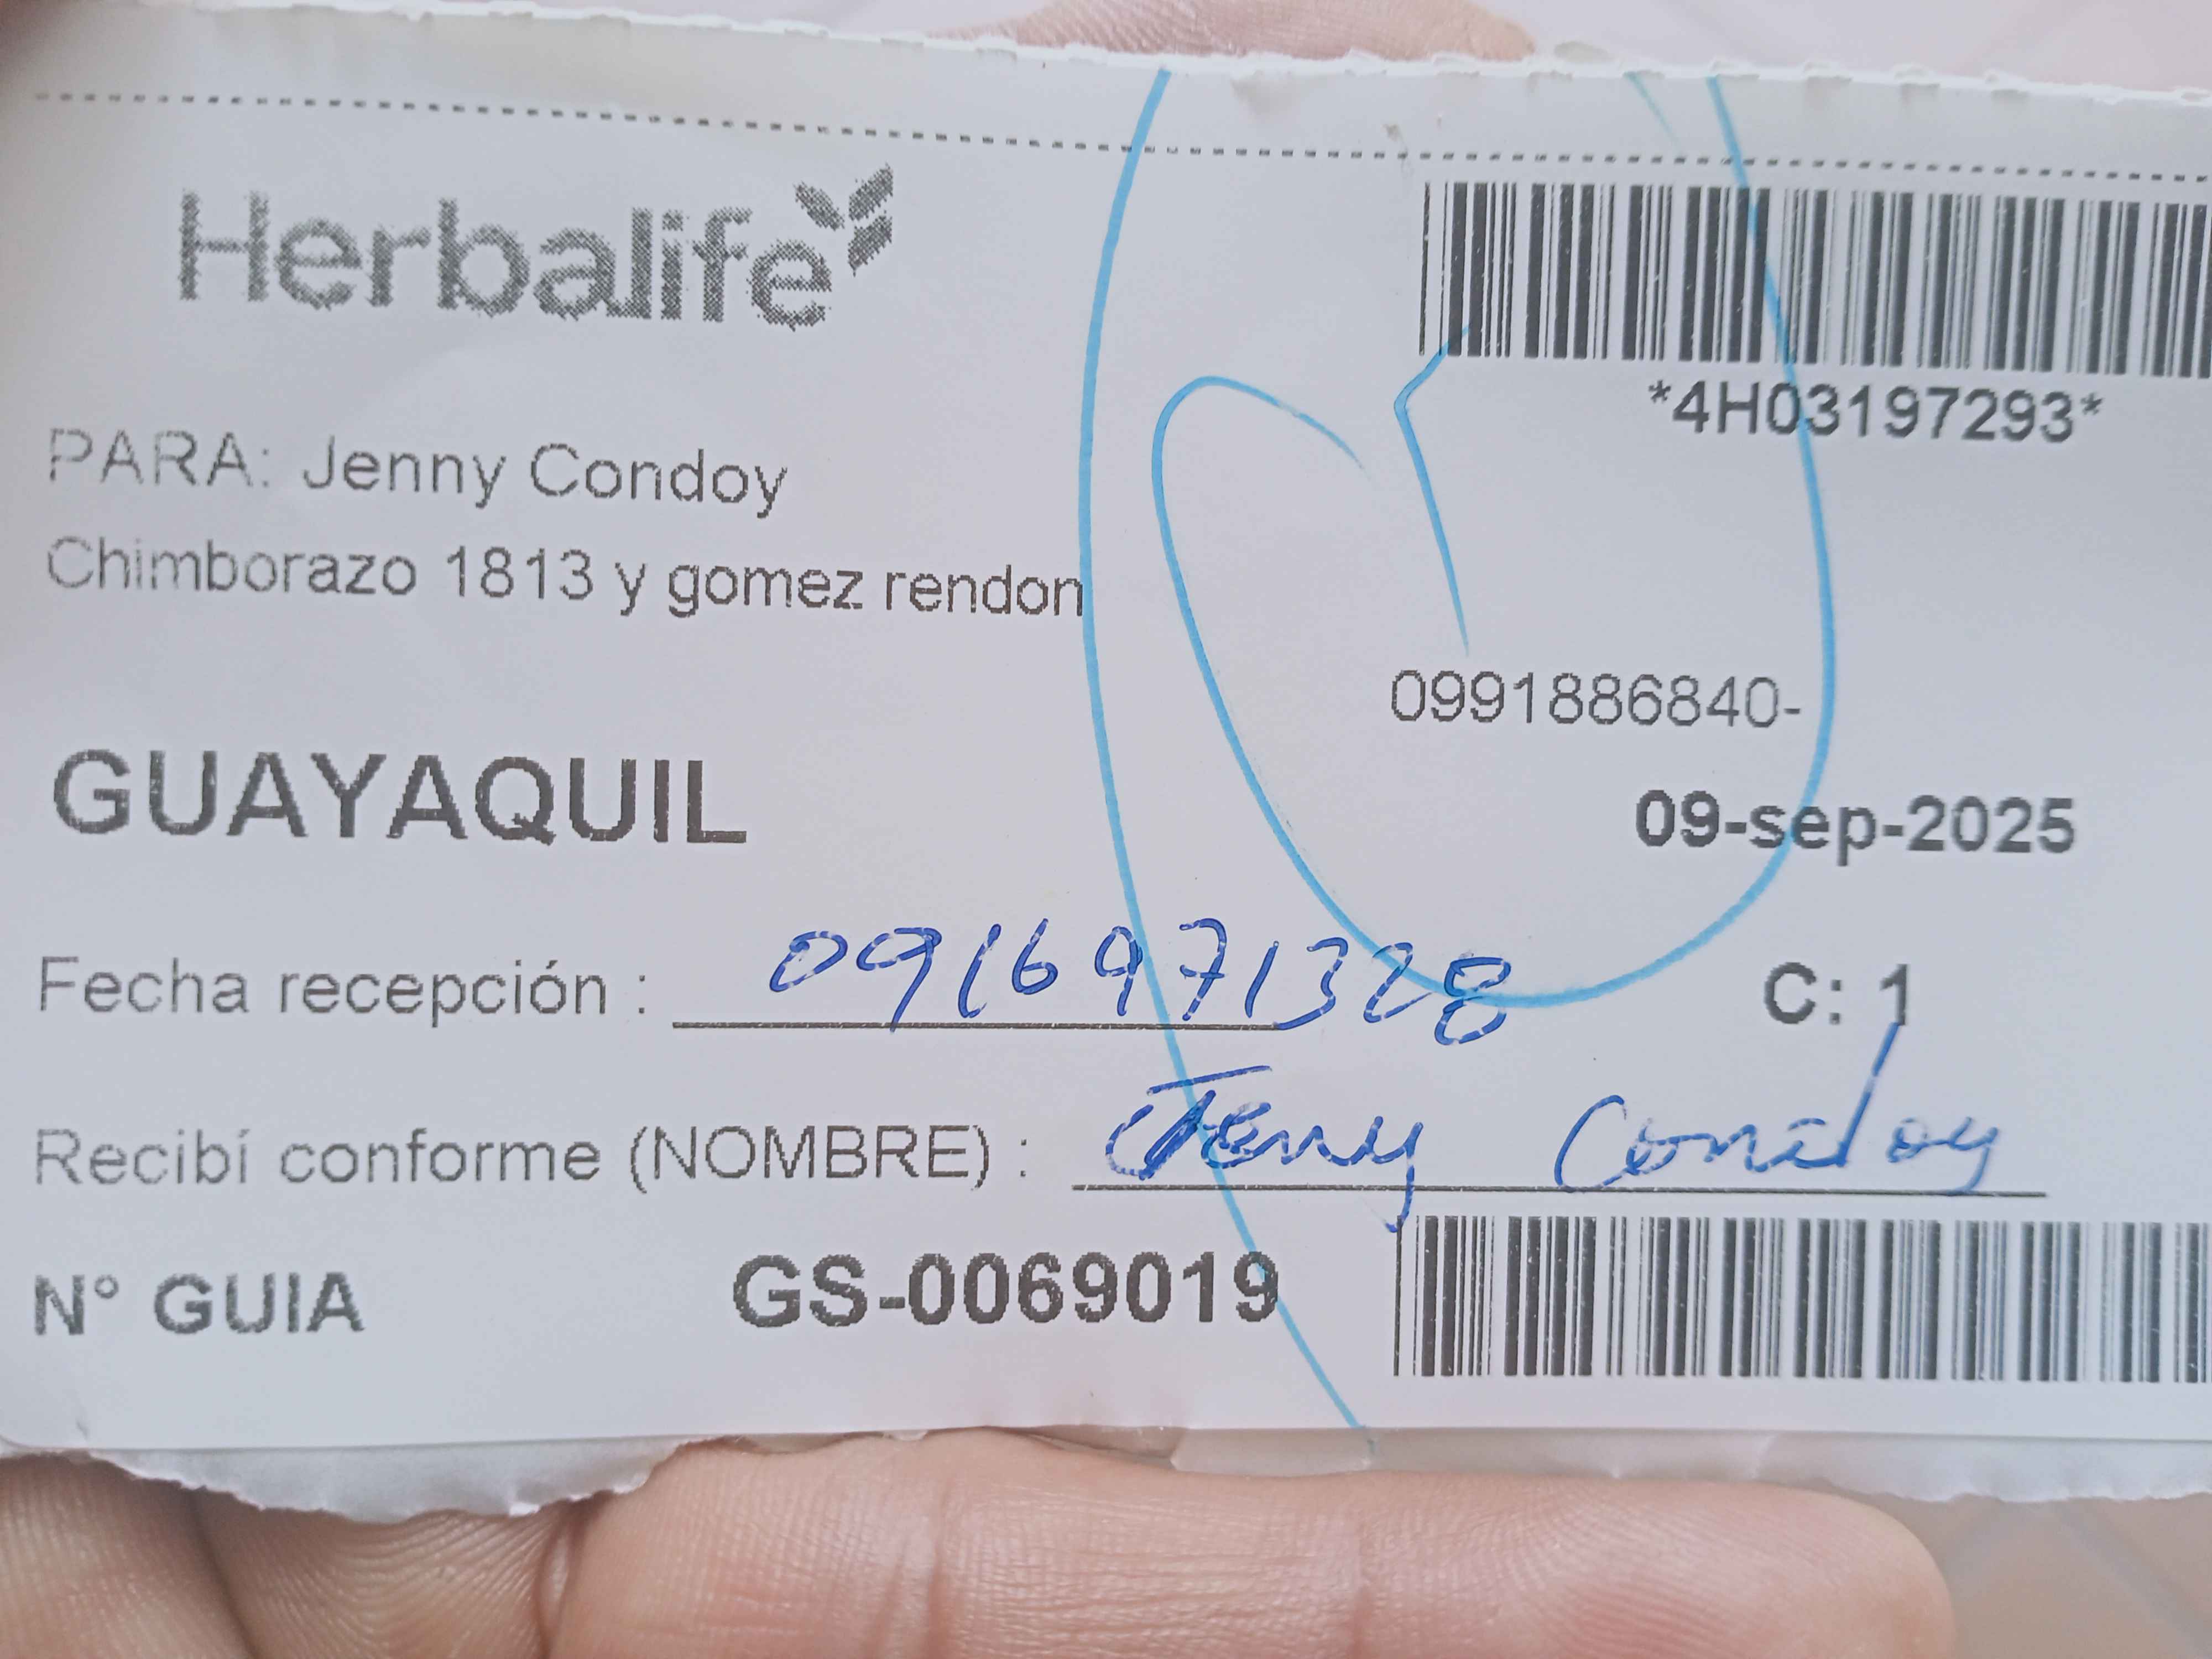 Herbalife
*4H03197293*
PARA: Jenny Condoy
Chimborazo 1813 y gomez rendon
0991886840-
GUAYAQUIL
09-sep-2025
Fecha recepción : 0916971328
C: 1
Recibí conforme (NOMBRE) : Jenny Condoy
N° GUIA GS-0069019